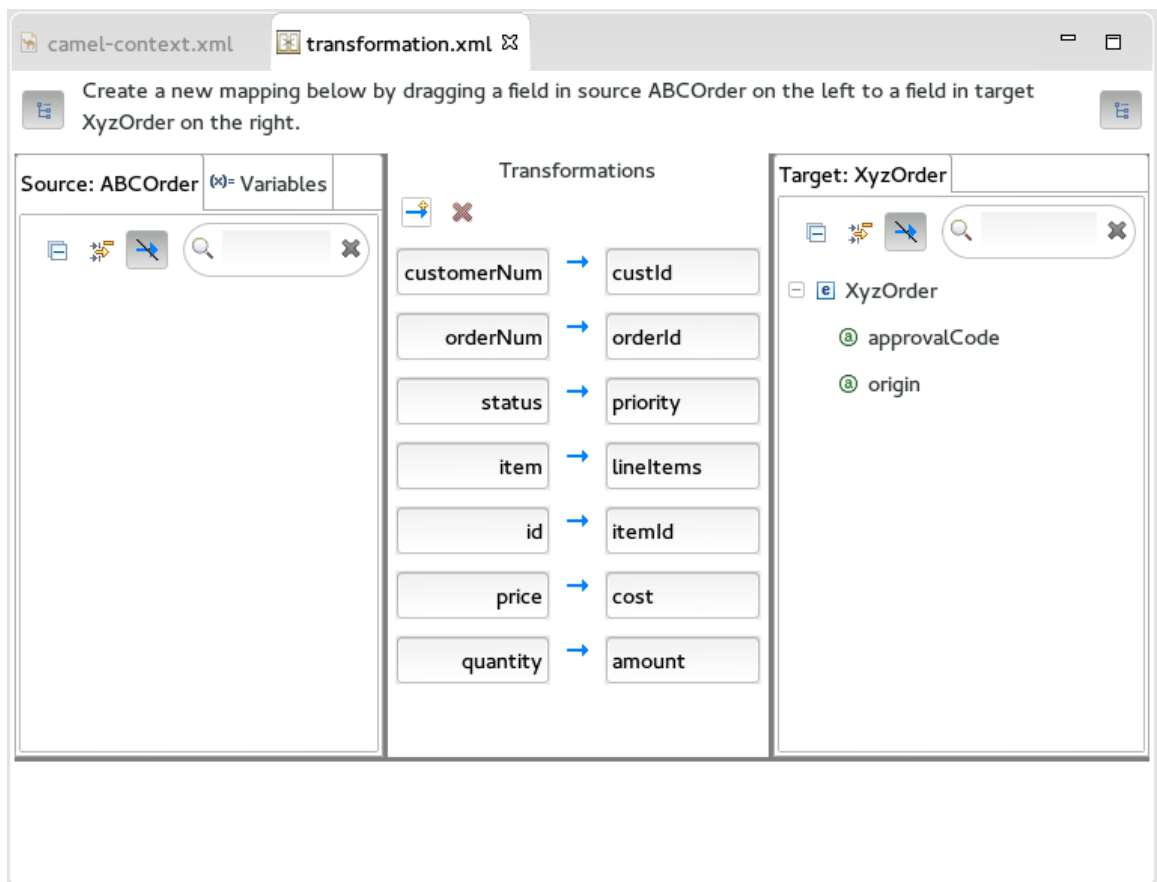 camel-context.xml
transformation.xml
Create a new mapping below by dragging a field in source ABCOrder on the left to a field in target
XyzOrder on the right.
Source: ABCOrder
(x)= Variables
Transformations
customerNum
custId
orderNum
orderId
status
priority
item
lineItems
id
itemId
price
cost
quantity
amount
Target: XyzOrder
e XyzOrder
a approvalCode
a origin